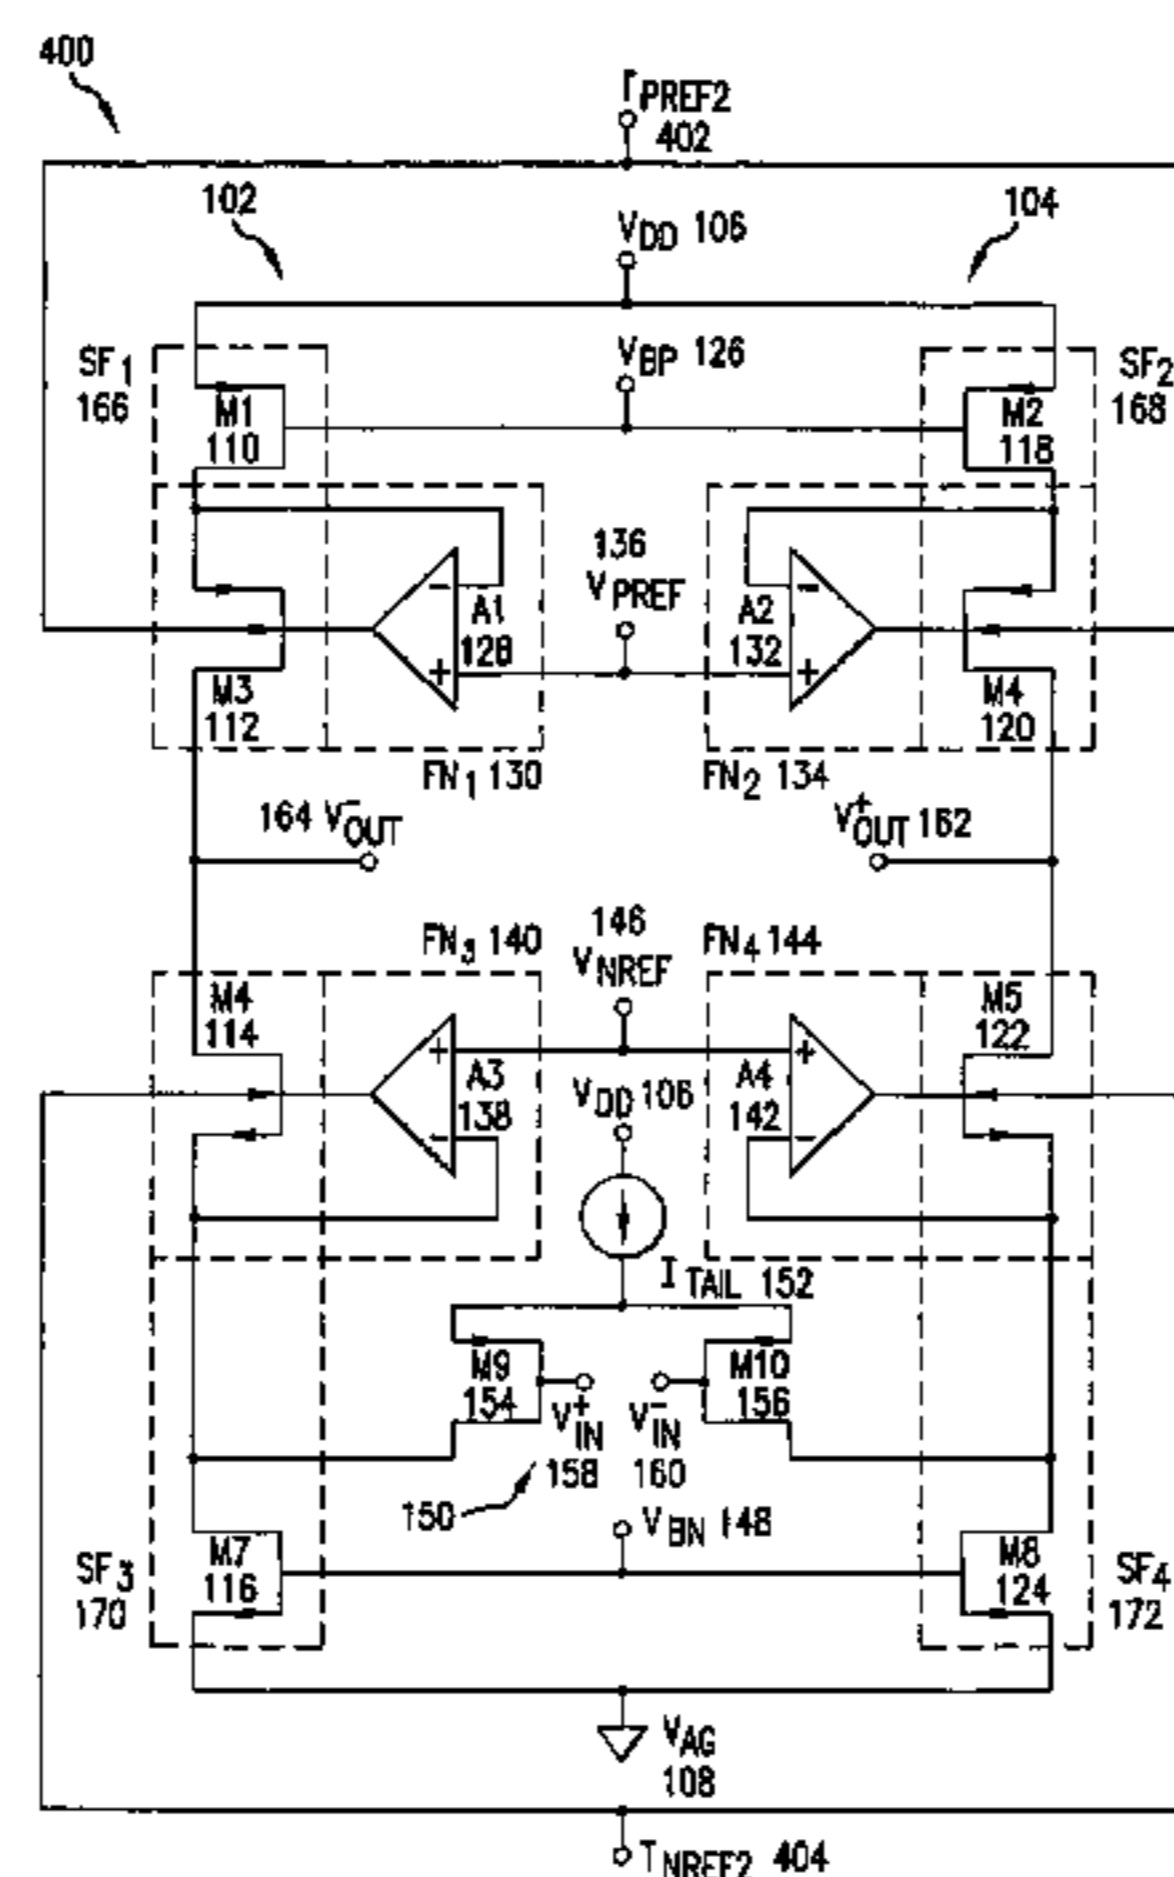 400
TPREF2
402
102
104
VDD 106
VBP 126
SF1
166
SF2
168
M1
110
M2
118
136
VPREF
A1
128
A2
132
-
+
-
+
M3
112
M4
120
FN1 130
FN2 134
164 V-OUT
V+OUT 162
146
VNREF
FN3 140
FN4 144
M4
114
M5
122
+
-
+
-
A3
138
A4
142
VDD 106
ITAIL 152
M9
154
M10
156
V+IN
158
V-IN
160
150
VBN 148
M7
116
M8
124
SF3
170
SF4
172
VAG
108
TNREF2 404